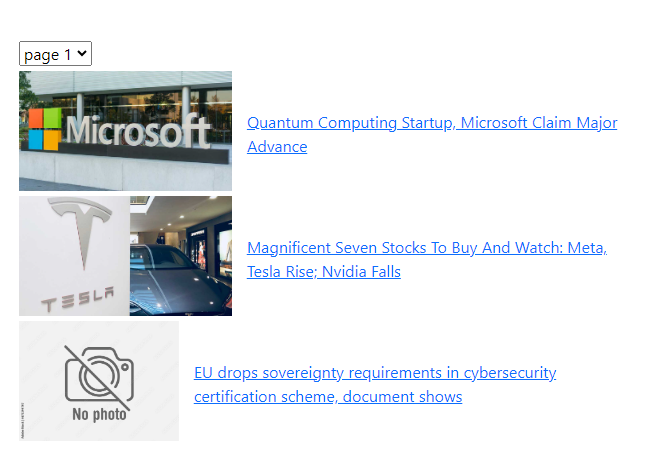 page 1
Microsoft
Quantum Computing Startup, Microsoft Claim Major
Advance
TESLA
Magnificent Seven Stocks To Buy And Watch: Meta,
Tesla Rise; Nvidia Falls
No photo
EU drops sovereignty requirements in cybersecurity
certification scheme, document shows